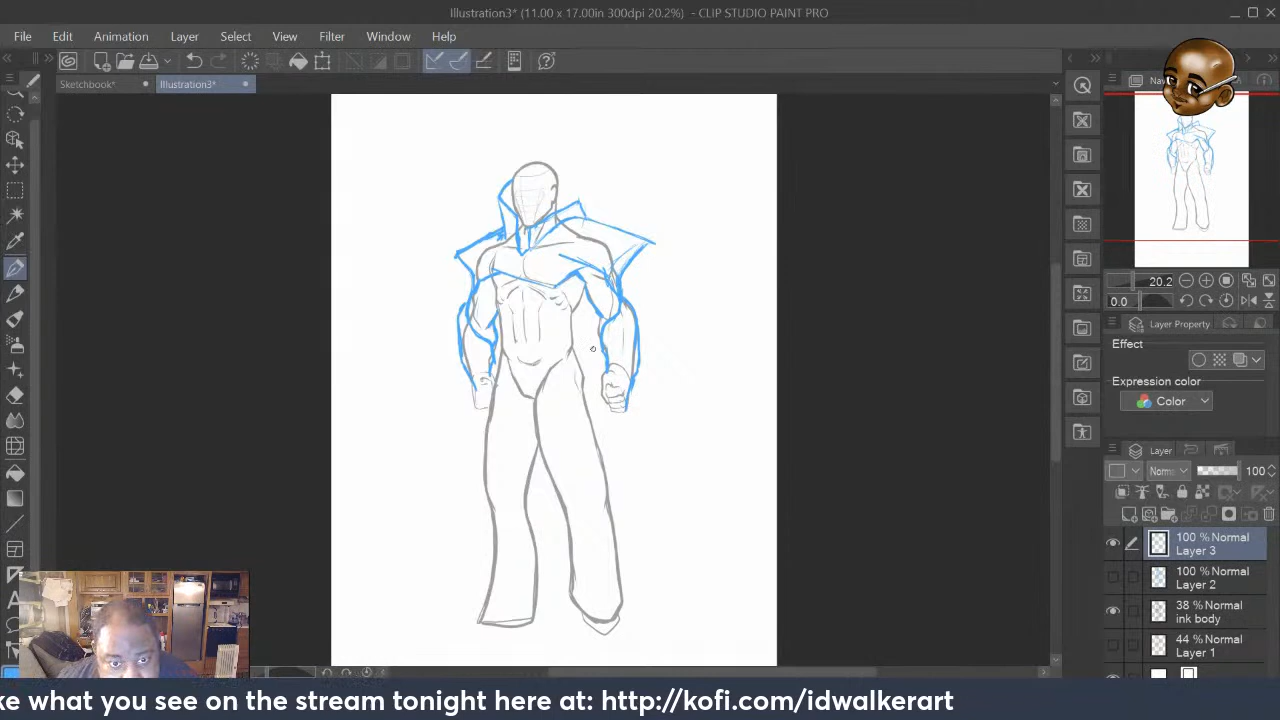 Illustration3* (11.00 x 17.00in 300dpi 20.2%) - CLIP STUDIO PAINT PRO
File Edit Animation Layer Select View Filter Window Help
Sketchbook* Illustration3*
20.2
0.0
Layer Property
Effect
Expression color
Color
Layer
Norm 100
100 % Normal
Layer 3
100 % Normal
Layer 2
38 % Normal
ink body
44 % Normal
Layer 1
ke what you see on the stream tonight here at: http://kofi.com/idwalkerart